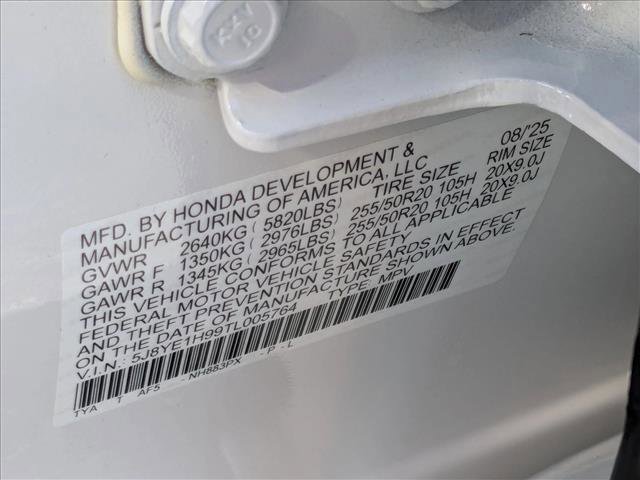 MFD. BY HONDA DEVELOPMENT & 08/'25
MANUFACTURING OF AMERICA, LLC
GVWR 2640KG ( 5820LBS) TIRE SIZE RIM SIZE
GAWR F 1350KG ( 2976LBS) 255/50R20 105H 20X9.0J
GAWR R 1345KG ( 2965LBS) 255/50R20 105H 20X9.0J
THIS VEHICLE CONFORMS TO ALL APPLICABLE
FEDERAL MOTOR VEHICLE SAFETY
AND THEFT PREVENTION STANDARDS IN EFFECT
ON THE DATE OF MANUFACTURE SHOWN ABOVE.
V.I.N.: 5J8YE1H99TL005764 TYPE: MPV
TYA T AF5 - NH883PX - P - L